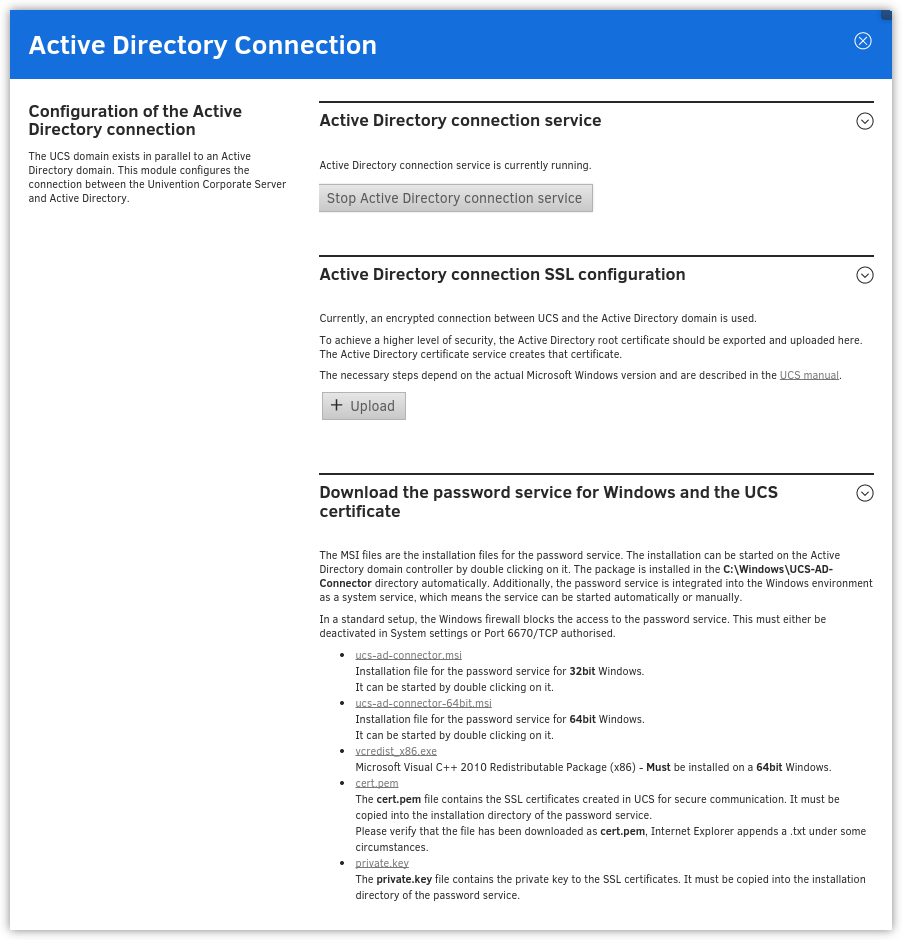 Active Directory Connection
Configuration of the Active
Directory connection
The UCS domain exists in parallel to an Active
Directory domain. This module configures the
connection between the Univention Corporate Server
and Active Directory.
Active Directory connection service
Active Directory connection service is currently running.
Stop Active Directory connection service
Active Directory connection SSL configuration
Currently, an encrypted connection between UCS and the Active Directory domain is used.
To achieve a higher level of security, the Active Directory root certificate should be exported and uploaded here.
The Active Directory certificate service creates that certificate.
The necessary steps depend on the actual Microsoft Windows version and are described in the UCS manual.
+ Upload
Download the password service for Windows and the UCS
certificate
The MSI files are the installation files for the password service. The installation can be started on the Active
Directory domain controller by double clicking on it. The package is installed in the C:\Windows\UCS-AD-
Connector directory automatically. Additionally, the password service is integrated into the Windows environment
as a system service, which means the service can be started automatically or manually.
In a standard setup, the Windows firewall blocks the access to the password service. This must either be
deactivated in System settings or Port 6670/TCP authorised.
• ucs-ad-connector.msi
Installation file for the password service for 32bit Windows.
It can be started by double clicking on it.
• ucs-ad-connector-64bit.msi
Installation file for the password service for 64bit Windows.
It can be started by double clicking on it.
• vcredist_x86.exe
Microsoft Visual C++ 2010 Redistributable Package (x86) - Must be installed on a 64bit Windows.
• cert.pem
The cert.pem file contains the SSL certificates created in UCS for secure communication. It must be
copied into the installation directory of the password service.
Please verify that the file has been downloaded as cert.pem, Internet Explorer appends a .txt under some
circumstances.
• private.key
The private.key file contains the private key to the SSL certificates. It must be copied into the installation
directory of the password service.